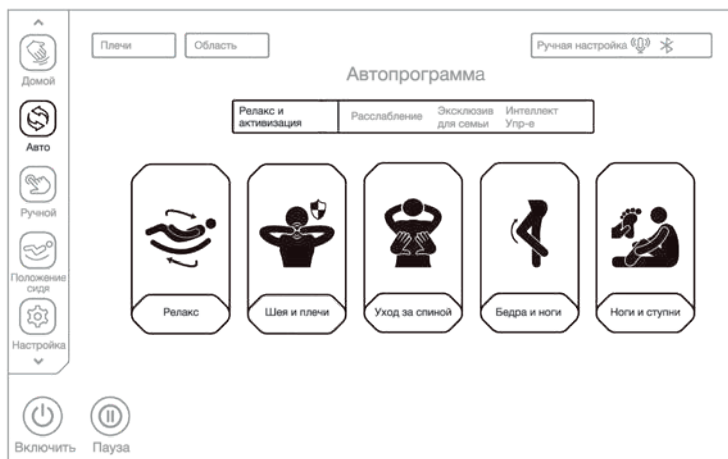 Плечи
Область
Ручная настройка
Домой
Автопрограмма
Авто
Релакс и
активизация
Расслабление
Эксклюзив
для семьи
Интеллект
Упр-е
Ручной
Положение
сидя
Релакс
Шея и плечи
Уход за спиной
Бедра и ноги
Ноги и ступни
Настройка
Включить
Пауза